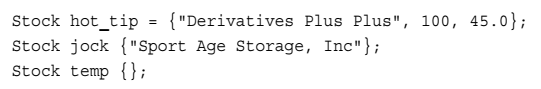 Stock hot_tip = {"Derivatives Plus Plus", 100, 45.0};
Stock jock {"Sport Age Storage, Inc"};
Stock temp {};